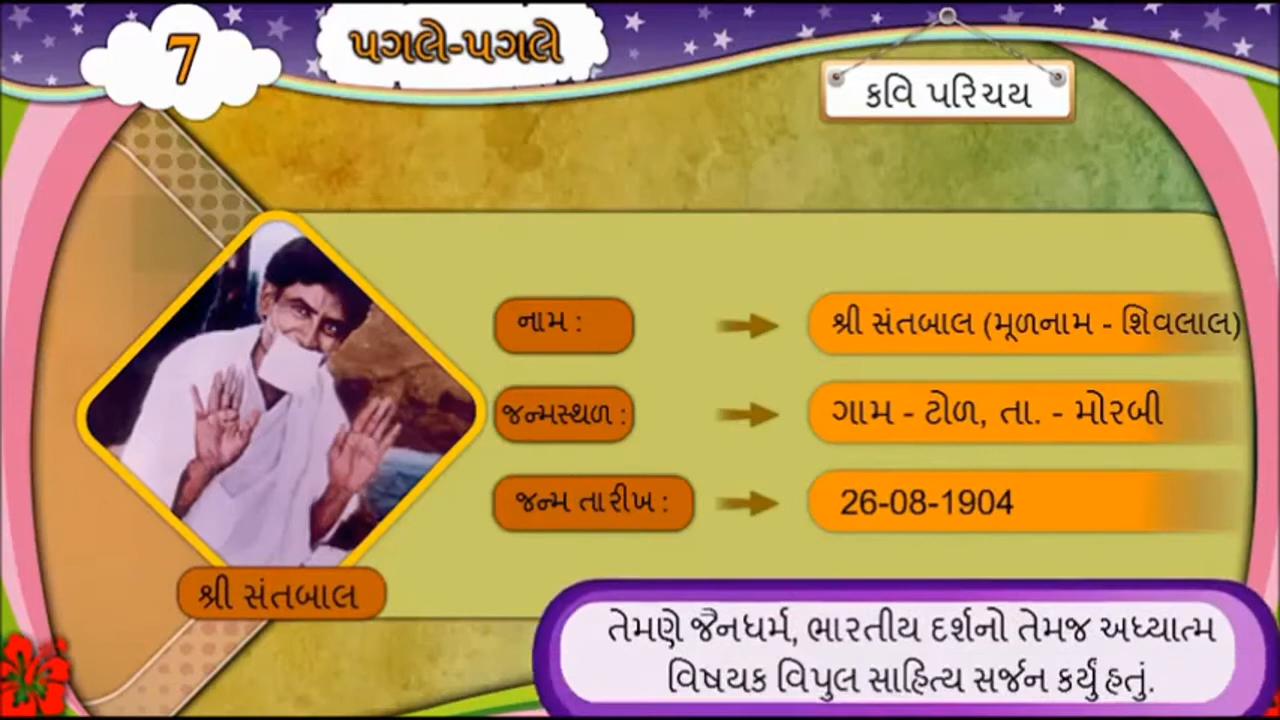 7
પગલે-પગલે
કવિ પરિચય
નામ :
શ્રી સંતબાલ (મૂળનામ - શિવલાલ)
જન્મસ્થળ :
ગામ - ટોળ, તા. - મોરબી
જન્મ તારીખ :
26-08-1904
શ્રી સંતબાલ
તેમણે જૈનધર્મ, ભારતીય દર્શનો તેમજ અધ્યાત્મ
વિષયક વિપુલ સાહિત્ય સર્જન કર્યું હતું.